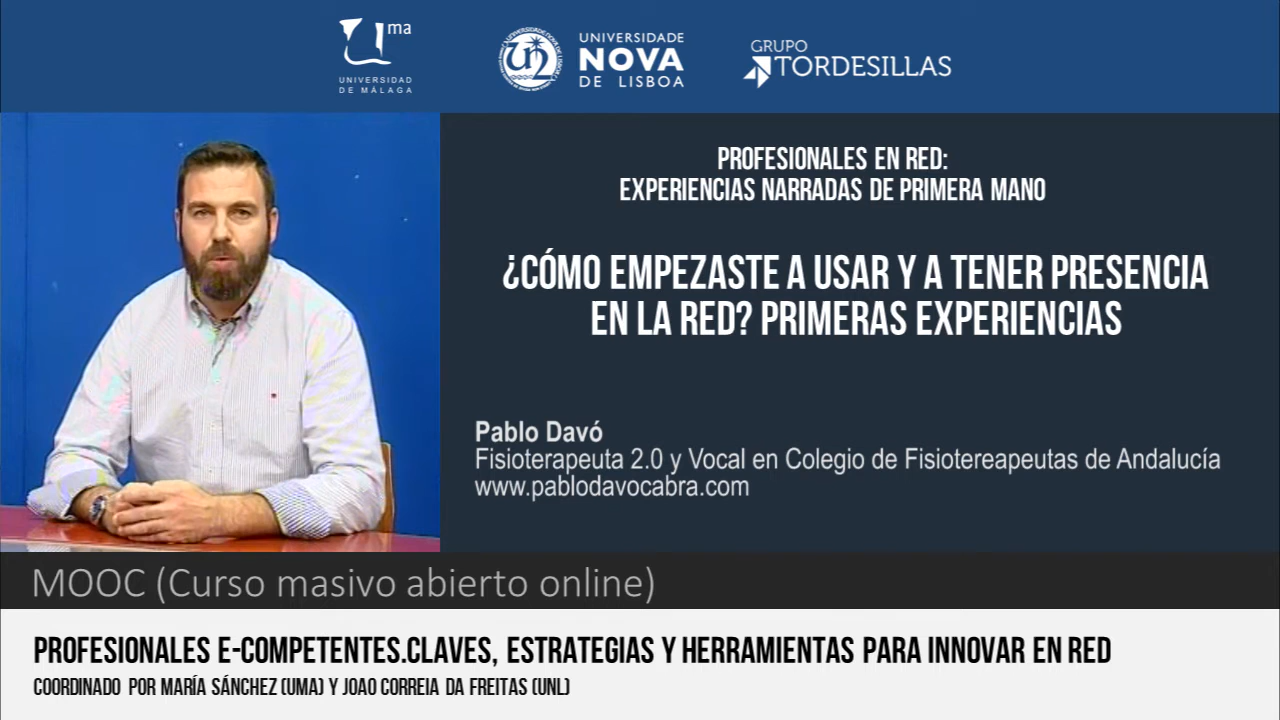 uma
UNIVERSIDAD
DE MÁLAGA
UNIVERSIDADE
NOVA
DE LISBOA
GRUPO
TORDESILLAS
PROFESIONALES EN RED:
EXPERIENCIAS NARRADAS DE PRIMERA MANO
¿CÓMO EMPEZASTE A USAR Y A TENER PRESENCIA
EN LA RED? PRIMERAS EXPERIENCIAS
Pablo Davó
Fisioterapeuta 2.0 y Vocal en Colegio de Fisiotereapeutas de Andalucía
www.pablodavocabra.com
MOOC (Curso masivo abierto online)
PROFESIONALES E-COMPETENTES.CLAVES, ESTRATEGIAS Y HERRAMIENTAS PARA INNOVAR EN RED
COORDINADO POR MARÍA SÁNCHEZ (UMA) Y JOAO CORREIA DA FREITAS (UNL)